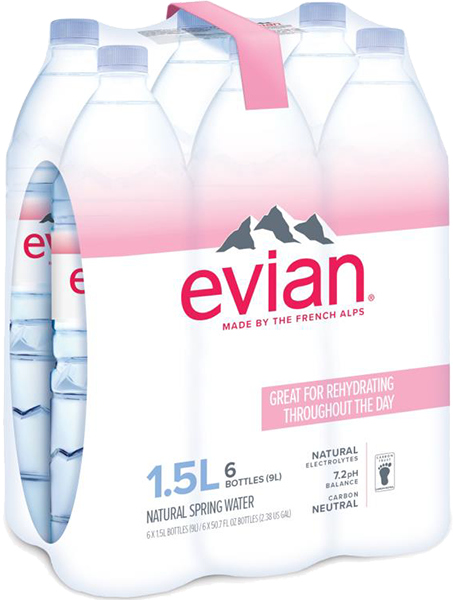 evian
evian®
MADE BY THE FRENCH ALPS
GREAT FOR REHYDRATING
THROUGHOUT THE DAY
1.5L 6
BOTTLES (9L)
NATURAL SPRING WATER
6 X 1.5L BOTTLES (9L) / 6 X 50.7 FL OZ BOTTLES (2.38 US GAL)
NATURAL
ELECTROLYTES
7.2pH
BALANCE
CARBON
NEUTRAL
CARBON
TRUST